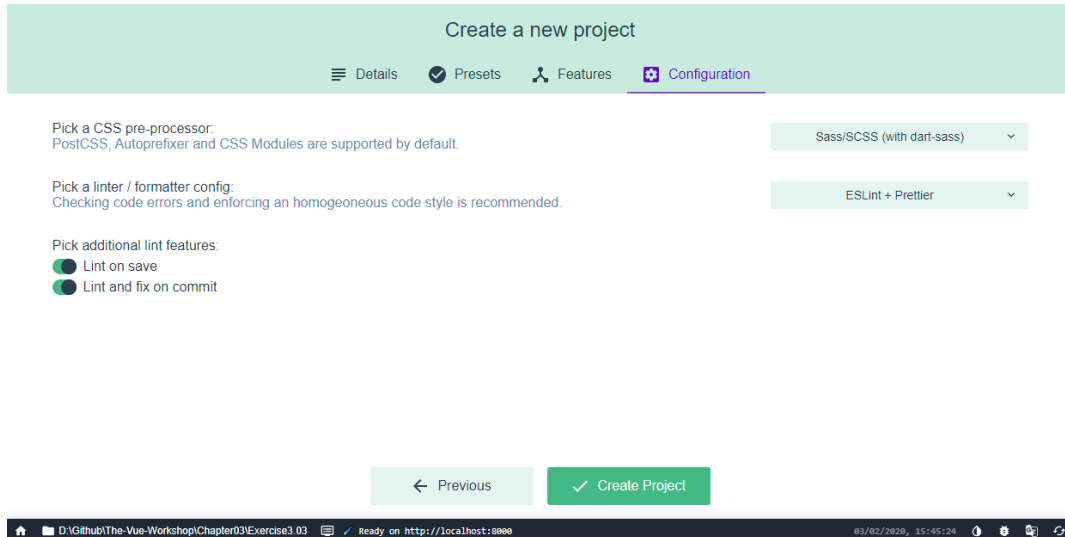 Create a new project
Details Presets Features Configuration
Pick a CSS pre-processor:
PostCSS, Autoprefixer and CSS Modules are supported by default.
Sass/SCSS (with dart-sass)
Pick a linter / formatter config:
Checking code errors and enforcing an homogeoneous code style is recommended.
ESLint + Prettier
Pick additional lint features:
Lint on save
Lint and fix on commit
Previous Create Project
D:\Github\The-Vue-Workshop\Chapter03\Exercise3.03 Ready on http://localhost:8000 03/02/2020, 15:45:24